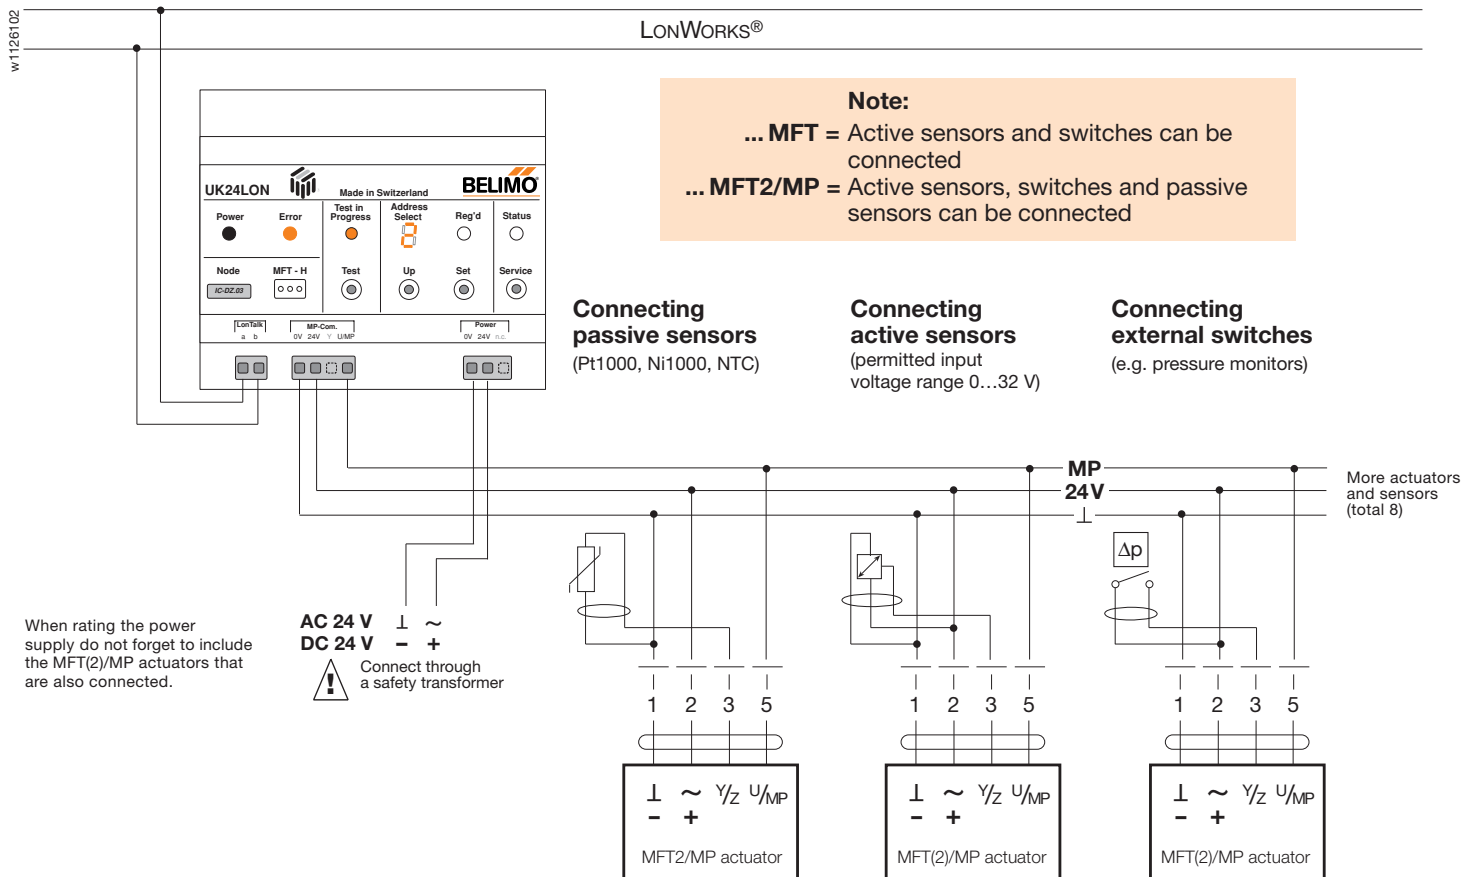 w1126102
LONWORKS®
Note:
... MFT = Active sensors and switches can be
connected
... MFT2/MP = Active sensors, switches and passive
sensors can be connected
UK24LON
Made in Switzerland
BELIMO®
Power
Error
Test in
Progress
Address
Select
Reg'd
Status
Node
MFT - H
Test
Up
Set
Service
IC-DZ.03
LonTalk
a b
MP-Com.
0V 24V Y U/MP
Power
0V 24V n.c.
Connecting
passive sensors
(Pt1000, Ni1000, NTC)
Connecting
active sensors
(permitted input
voltage range 0…32 V)
Connecting
external switches
(e.g. pressure monitors)
MP
24V
⊥
More actuators
and sensors
(total 8)
Δp
When rating the power
supply do not forget to include
the MFT(2)/MP actuators that
are also connected.
AC 24 V ⊥ ~
DC 24 V – +
! Connect through
a safety transformer
1 2 3 5
1 2 3 5
1 2 3 5
⊥ ~ Y/Z U/MP
– +
MFT2/MP actuator
⊥ ~ Y/Z U/MP
– +
MFT(2)/MP actuator
⊥ ~ Y/Z U/MP
– +
MFT(2)/MP actuator